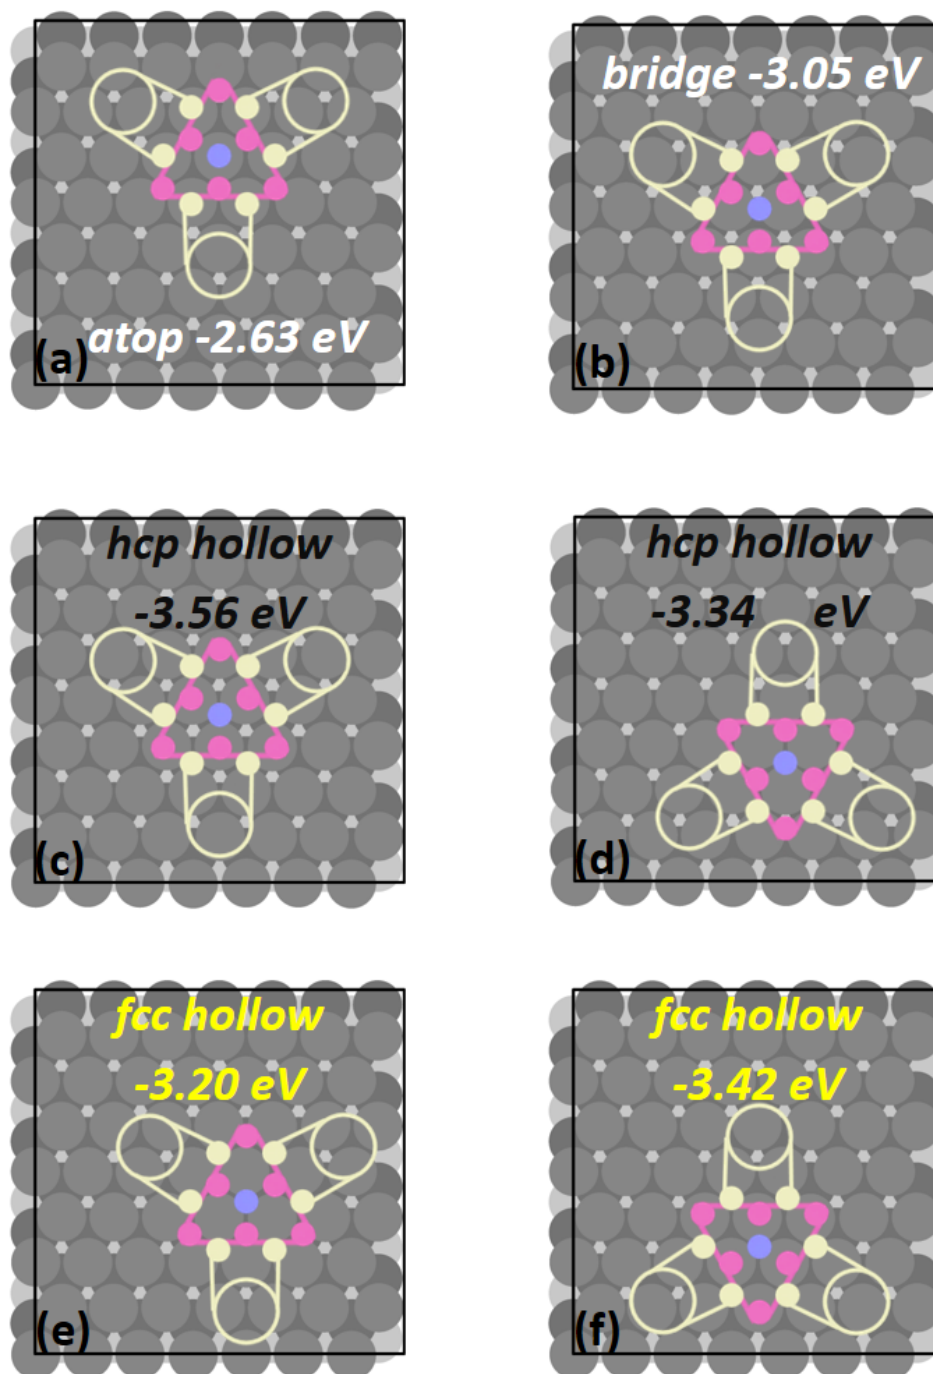 bridge -3.05 eV
atop -2.63 eV
(a)
(b)
hcp hollow
-3.56 eV
(c)
hcp hollow
-3.34 eV
(d)
fcc hollow
-3.20 eV
(e)
fcc hollow
-3.42 eV
(f)